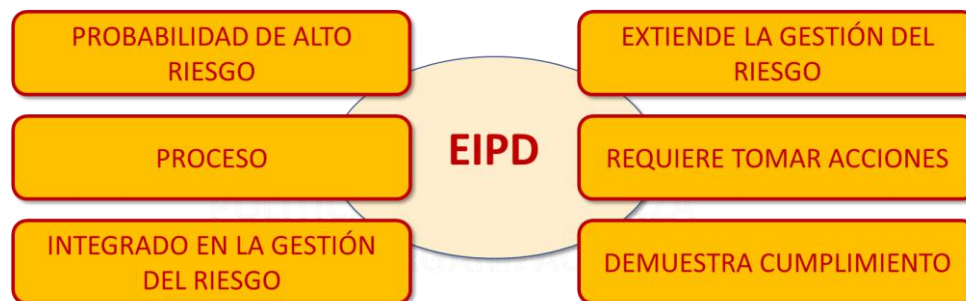 PROBABILIDAD DE ALTO
RIESGO
PROCESO
INTEGRADO EN LA GESTIÓN
DEL RIESGO
EIPD
EXTIENDE LA GESTIÓN DEL
RIESGO
REQUIERE TOMAR ACCIONES
DEMUESTRA CUMPLIMIENTO